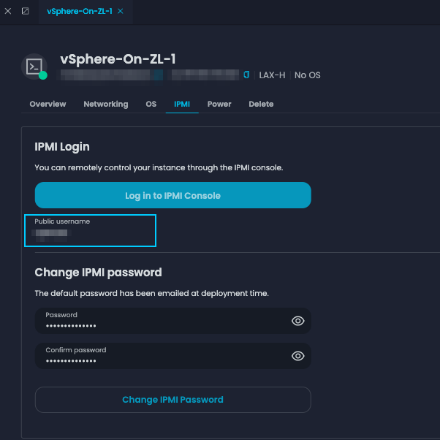 vSphere-On-ZL-1
vSphere-On-ZL-1
LAX-H No OS
Overview Networking OS IPMI Power Delete
IPMI Login
You can remotely control your instance through the IPMI console.
Log in to IPMI Console
Public username
Change IPMI password
The default password has been emailed at deployment time.
Password
••••••••••••••
Confirm password
••••••••••••••
Change IPMI Password